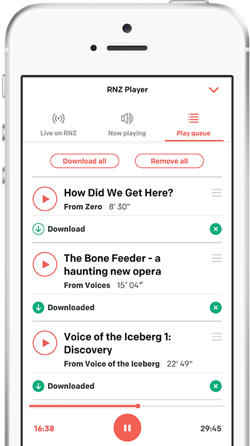 RNZ Player
Live on RNZ
Now playing
Play queue
Download all
Remove all
How Did We Get Here?
From Zero 8' 30"
Download
The Bone Feeder - a
haunting new opera
From Voices 15' 04"
Downloaded
Voice of the Iceberg 1:
Discovery
From Voice of the Iceberg 22' 49"
Downloaded
16:38
29:45